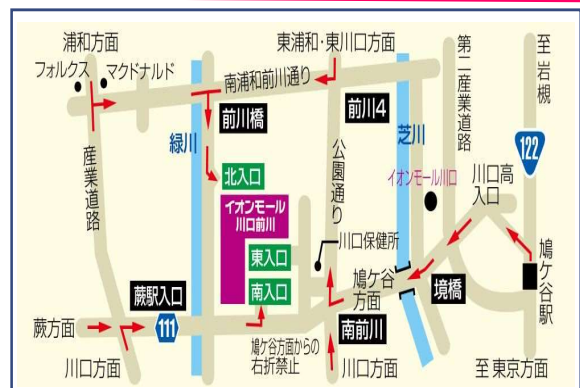 浦和方面
フォルクス
マクドナルド
東浦和・東川口方面
南浦和前川通り
第二産業道路
至岩槻
122
前川橋
前川4
緑川
芝川
産業道路
公園通り
北入口
イオンモール
川口前川
イオンモール川口
川口高
入口
東入口
川口保健所
南入口
鳩ケ谷
方面
境橋
鳩ケ谷駅
蕨駅入口
蕨方面
111
南前川
鳩ケ谷方面からの
右折禁止
川口方面
川口方面
至東京方面